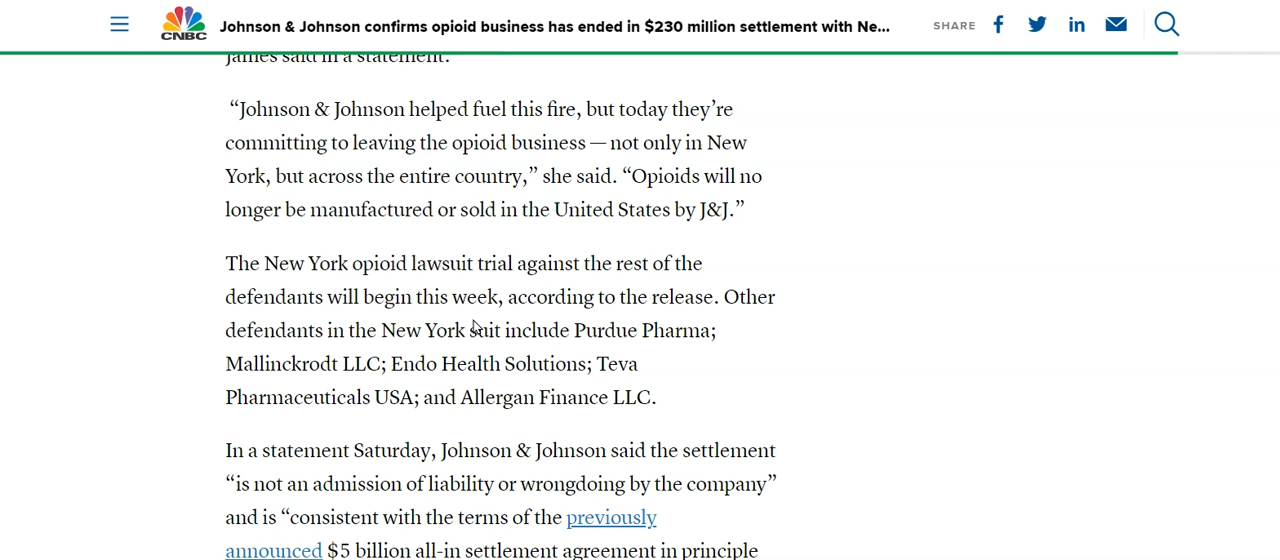 CNBC
Johnson & Johnson confirms opioid business has ended in $230 million settlement with Ne...
SHARE
James said in a statement.
“Johnson & Johnson helped fuel this fire, but today they’re
committing to leaving the opioid business — not only in New
York, but across the entire country,” she said. “Opioids will no
longer be manufactured or sold in the United States by J&J.”
The New York opioid lawsuit trial against the rest of the
defendants will begin this week, according to the release. Other
defendants in the New York suit include Purdue Pharma;
Mallinckrodt LLC; Endo Health Solutions; Teva
Pharmaceuticals USA; and Allergan Finance LLC.
In a statement Saturday, Johnson & Johnson said the settlement
“is not an admission of liability or wrongdoing by the company”
and is “consistent with the terms of the previously
announced $5 billion all-in settlement agreement in principle